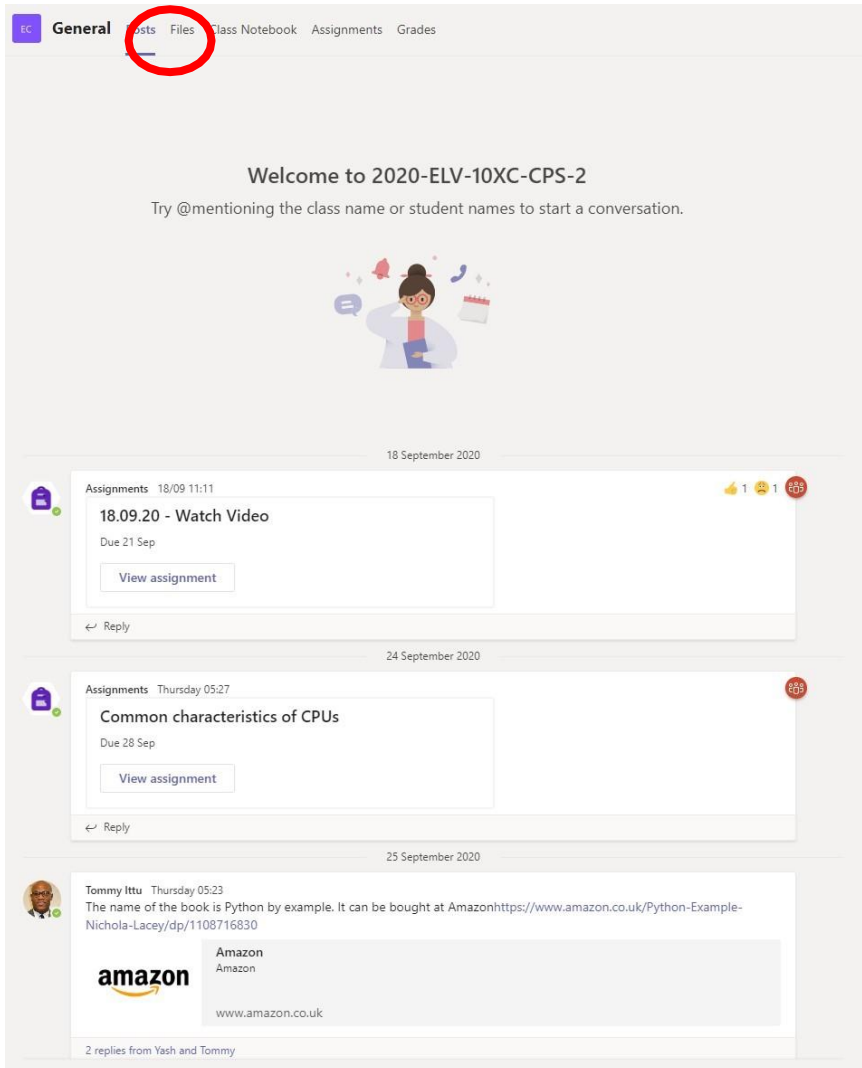 EC General Posts Files Class Notebook Assignments Grades
Welcome to 2020-ELV-10XC-CPS-2
Try @mentioning the class name or student names to start a conversation.
18 September 2020
Assignments 18/09 11:11 1 1
18.09.20 - Watch Video
Due 21 Sep
View assignment
Reply
24 September 2020
Assignments Thursday 05:27
Common characteristics of CPUs
Due 28 Sep
View assignment
Reply
25 September 2020
Tommy Ittu Thursday 05:23
The name of the book is Python by example. It can be bought at Amazonhttps://www.amazon.co.uk/Python-Example-
Nichola-Lacey/dp/1108716830
Amazon
Amazon
amazon
www.amazon.co.uk
2 replies from Yash and Tommy